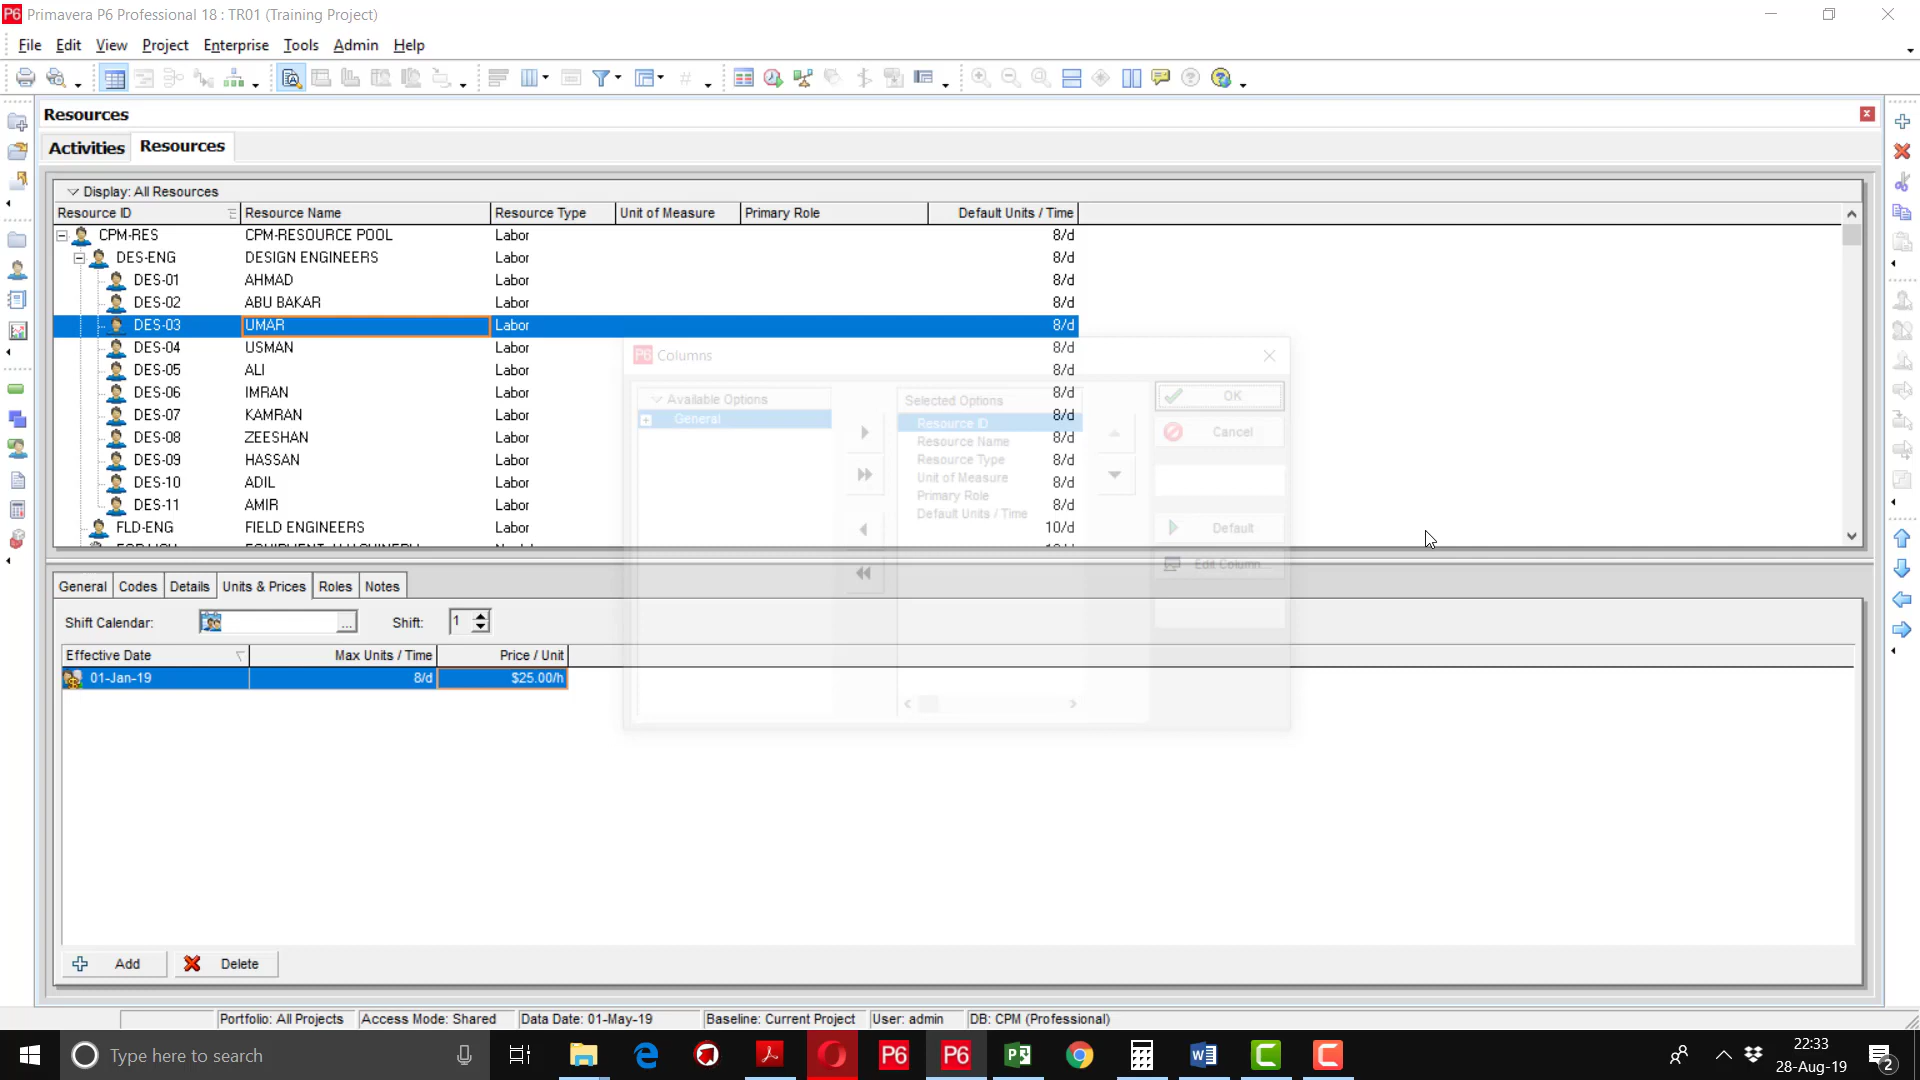 P6 Primavera P6 Professional 18 : TR01 (Training Project)
File Edit View Project Enterprise Tools Admin Help
Resources
Activities Resources
Display: All Resources
Resource ID Resource Name Resource Type Unit of Measure Primary Role Default Units / Time
CPM-RES CPM-RESOURCE POOL Labor 8/d
DES-ENG DESIGN ENGINEERS Labor 8/d
DES-01 AHMAD Labor 8/d
DES-02 ABU BAKAR Labor 8/d
DES-03 UMAR Labor 8/d
DES-04 USMAN Labor 8/d
DES-05 ALI Labor 8/d
DES-06 IMRAN Labor 8/d
DES-07 KAMRAN Labor 8/d
DES-08 ZEESHAN Labor 8/d
DES-09 HASSAN Labor 8/d
DES-10 ADIL Labor 8/d
DES-11 AMIR Labor 8/d
FLD-ENG FIELD ENGINEERS Labor 10/d
P6 Columns
Available Options
General
Selected Options
Resource ID
Resource Name
Resource Type
Unit of Measure
Primary Role
Default Units / Time
OK
Cancel
Default
Edit Column...
General Codes Details Units & Prices Roles Notes
Shift Calendar: ... Shift: 1
Effective Date Max Units / Time Price / Unit
01-Jan-19 8/d $25.00/h
Add Delete
Portfolio: All Projects Access Mode: Shared Data Date: 01-May-19 Baseline: Current Project User: admin DB: CPM (Professional)
Type here to search
P6 P6
22:33
28-Aug-19
2